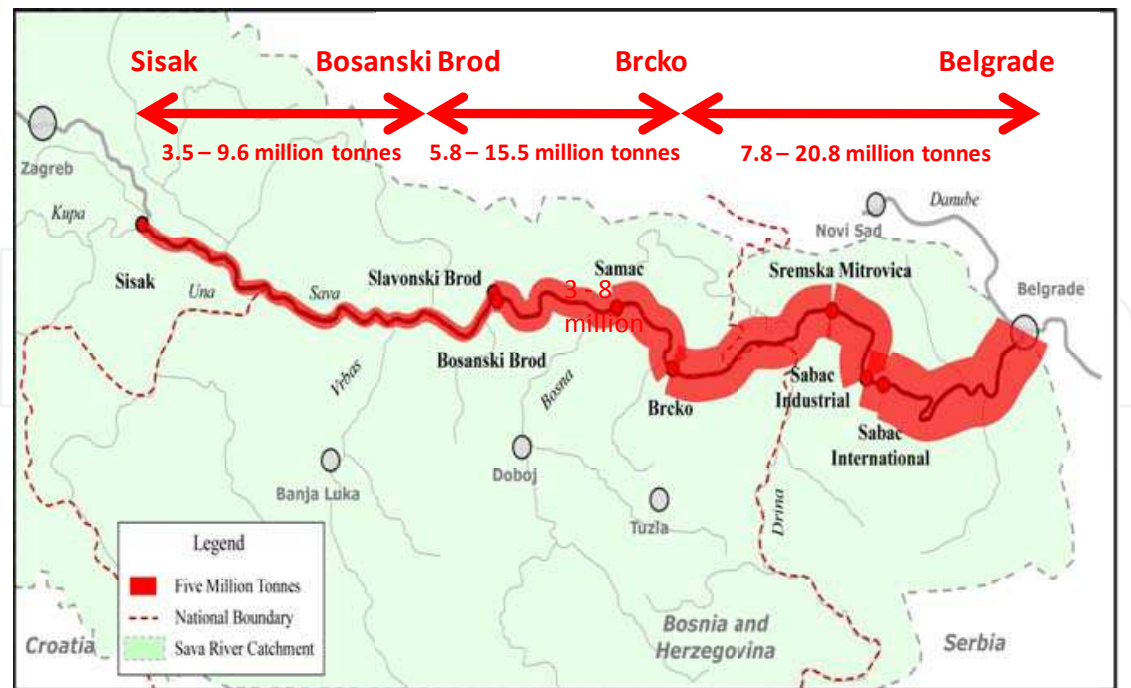 Sisak
Bosanski Brod
Brcko
Belgrade
3.5 – 9.6 million tonnes
5.8 – 15.5 million tonnes
7.8 – 20.8 million tonnes
Zagreb
Kupa
Danube
Novi Sad
Sisak
Una
Sava
Slavonski Brod
Samac
Sremska Mitrovica
3 - 8
million
Belgrade
Bosanski Brod
Vrbas
Bosna
Brcko
Sabac
Industrial
Sabac
International
Doboj
Banja Luka
Tuzla
Drina
Legend
Five Million Tonnes
National Boundary
Sava River Catchment
Croatia
Bosnia and
Herzegovina
Serbia